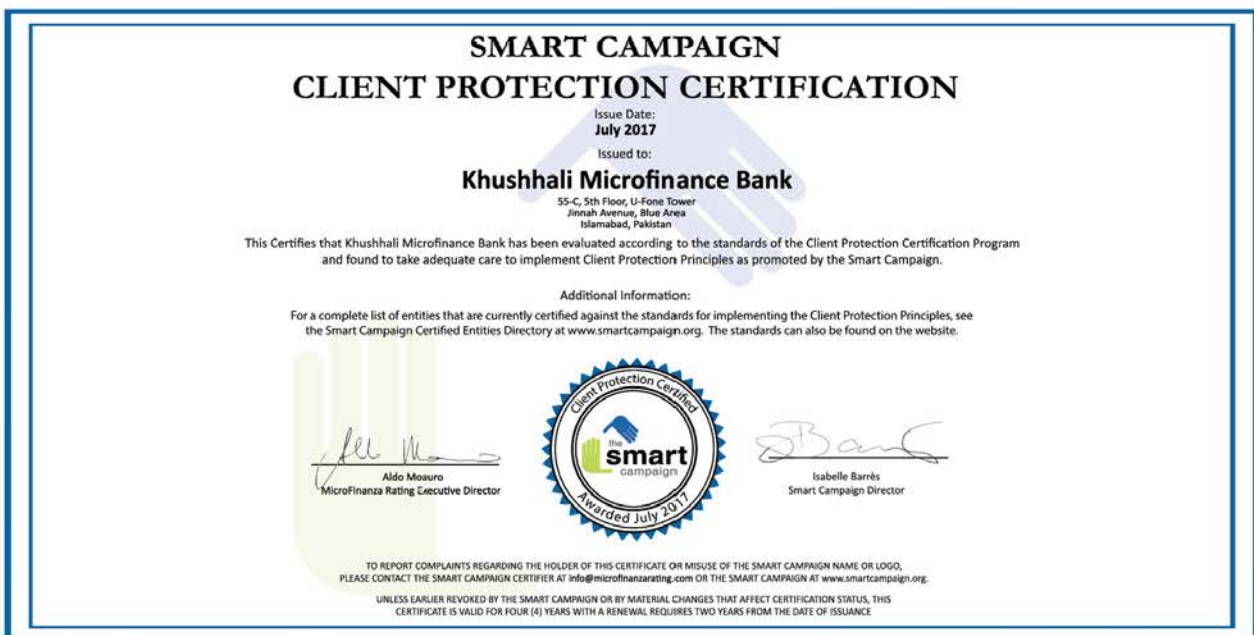 SMART CAMPAIGN
CLIENT PROTECTION CERTIFICATION
Issue Date:
July 2017
Issued to:
Khushhali Microfinance Bank
55-C, 5th Floor, U-Fone Tower
Jinnah Avenue, Blue Area
Islamabad, Pakistan
This Certifies that Khushhali Microfinance Bank has been evaluated according to the standards of the Client Protection Certification Program
and found to take adequate care to implement Client Protection Principles as promoted by the Smart Campaign.
Additional Information:
For a complete list of entities that are currently certified against the standards for implementing the Client Protection Principles, see
the Smart Campaign Certified Entities Directory at www.smartcampaign.org. The standards can also be found on the website.
Client Protection Certified
the
smart
campaign
Awarded July 2017
Aldo Moauro
MicroFinanza Rating Executive Director
Isabelle Barrès
Smart Campaign Director
TO REPORT COMPLAINTS REGARDING THE HOLDER OF THIS CERTIFICATE OR MISUSE OF THE SMART CAMPAIGN NAME OR LOGO,
PLEASE CONTACT THE SMART CAMPAIGN CERTIFIER AT info@microfinanzarating.com OR THE SMART CAMPAIGN AT www.smartcampaign.org.
UNLESS EARLIER REVOKED BY THE SMART CAMPAIGN OR BY MATERIAL CHANGES THAT AFFECT CERTIFICATION STATUS, THIS
CERTIFICATE IS VALID FOR FOUR (4) YEARS WITH A RENEWAL REQUIRES TWO YEARS FROM THE DATE OF ISSUANCE